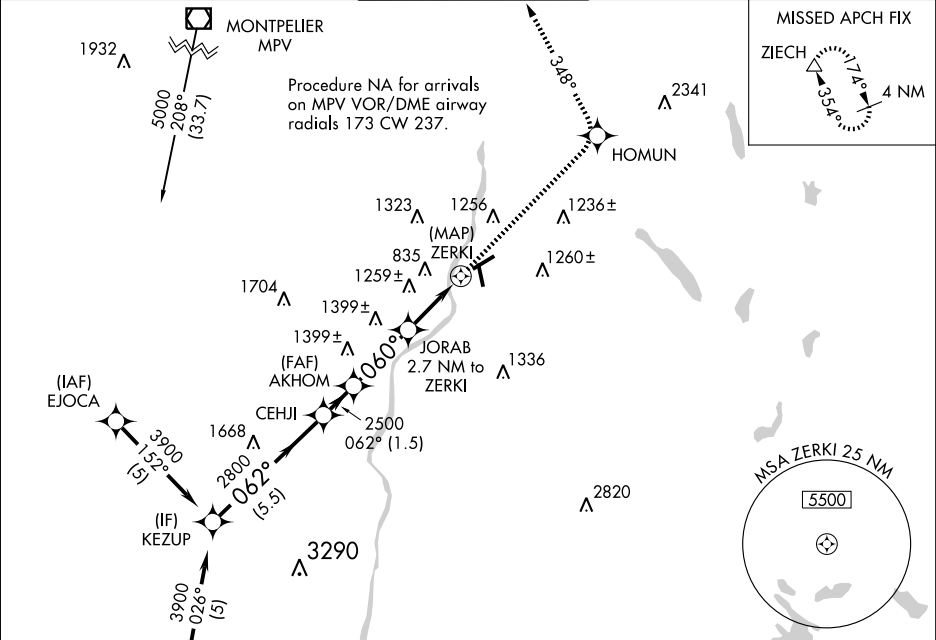 MONTPELIER
MPV
1932
5000
208°
(33.7)
Procedure NA for arrivals
on MPV VOR/DME airway
radials 173 CW 237.
348°
2341
HOMUN
MISSED APCH FIX
ZIECH
174°
354°
4 NM
1323
1256
1236±
(MAP)
ZERKI
835
1259±
1260±
1704
1399±
1399±
060°
JORAB
2.7 NM to
ZERKI
1336
(FAF)
AKHOM
CEHJI
2500
062° (1.5)
(IAF)
EJOCA
3900
152°
(5)
1668
2800
062°
(5.5)
(IF)
KEZUP
3290
2820
3900
026°
(5)
MSA ZERKI 25 NM
5500